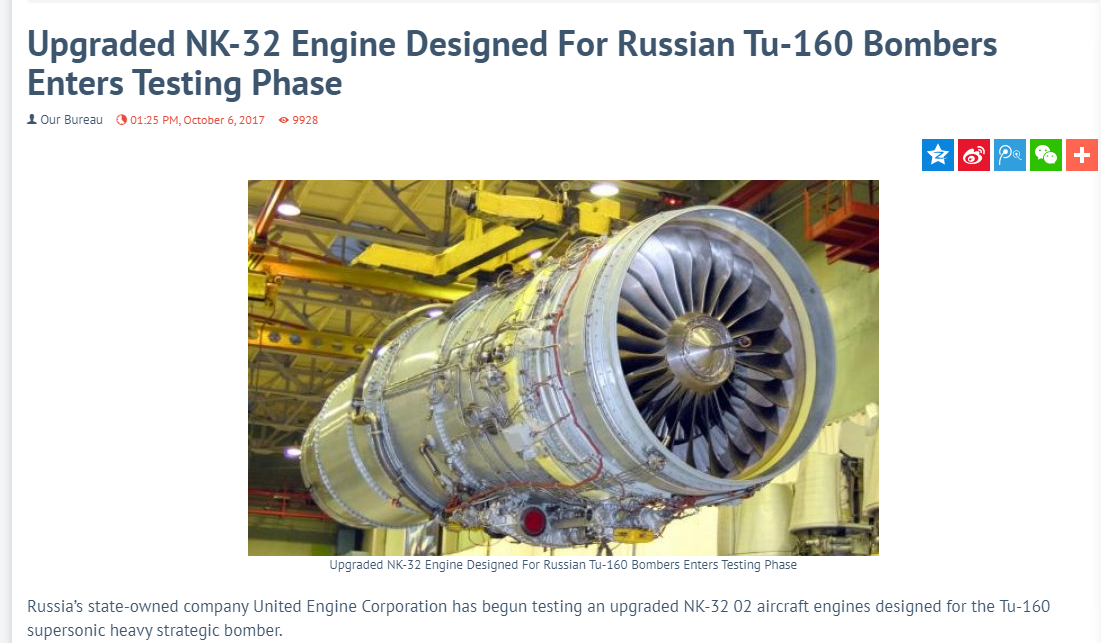 Upgraded NK-32 Engine Designed For Russian Tu-160 Bombers
Enters Testing Phase
Our Bureau 01:25 PM, October 6, 2017 9928
Upgraded NK-32 Engine Designed For Russian Tu-160 Bombers Enters Testing Phase
Russia’s state-owned company United Engine Corporation has begun testing an upgraded NK-32 02 aircraft engines designed for the Tu-160
supersonic heavy strategic bomber.